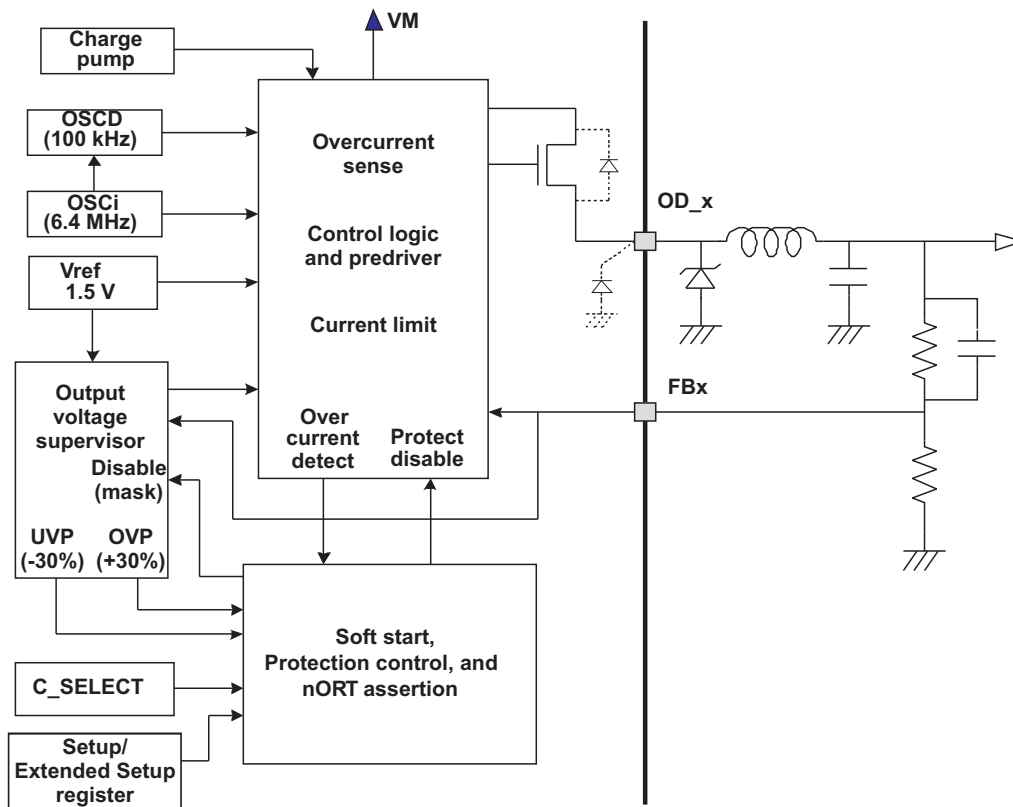 VM
Charge
pump
OSCD
(100 kHz)
OSCi
(6.4 MHz)
Vref
1.5 V
Overcurrent
sense
Control logic
and predriver
Current limit
Over
current
detect
Protect
disable
OD_x
FBx
Output
voltage
supervisor
Disable
(mask)
UVP
(-30%)
OVP
(+30%)
Soft start,
Protection control, and
nORT assertion
C_SELECT
Setup/
Extended Setup
register